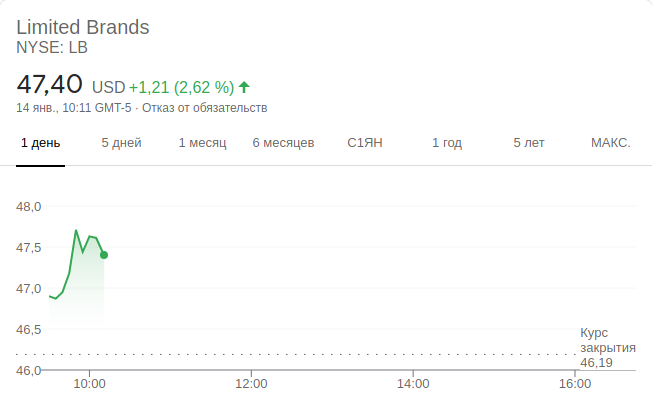 Limited Brands
NYSE: LB
47,40 USD +1,21 (2,62 %)
14 янв., 10:11 GMT-5 · Отказ от обязательств
1 день 5 дней 1 месяц 6 месяцев С1ЯН 1 год 5 лет МАКС.
48,0
47,5
47,0
46,5
46,0
Курс
закрытия
46,19
10:00 12:00 14:00 16:00